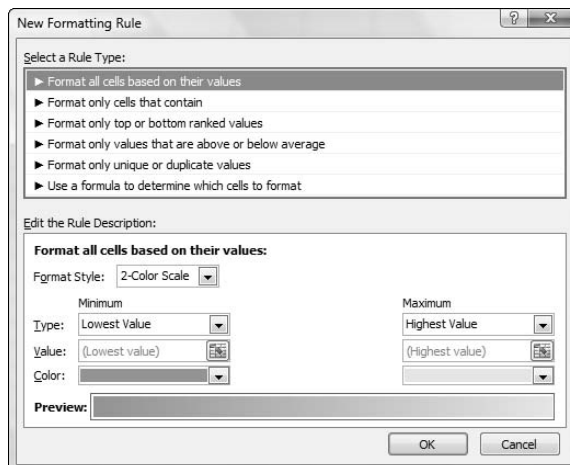 New Formatting Rule
Select a Rule Type:
► Format all cells based on their values
► Format only cells that contain
► Format only top or bottom ranked values
► Format only values that are above or below average
► Format only unique or duplicate values
► Use a formula to determine which cells to format
Edit the Rule Description:
Format all cells based on their values:
Format Style: 2-Color Scale
Minimum Maximum
Type: Lowest Value Highest Value
Value: (Lowest value) (Highest value)
Color:
Preview:
OK Cancel